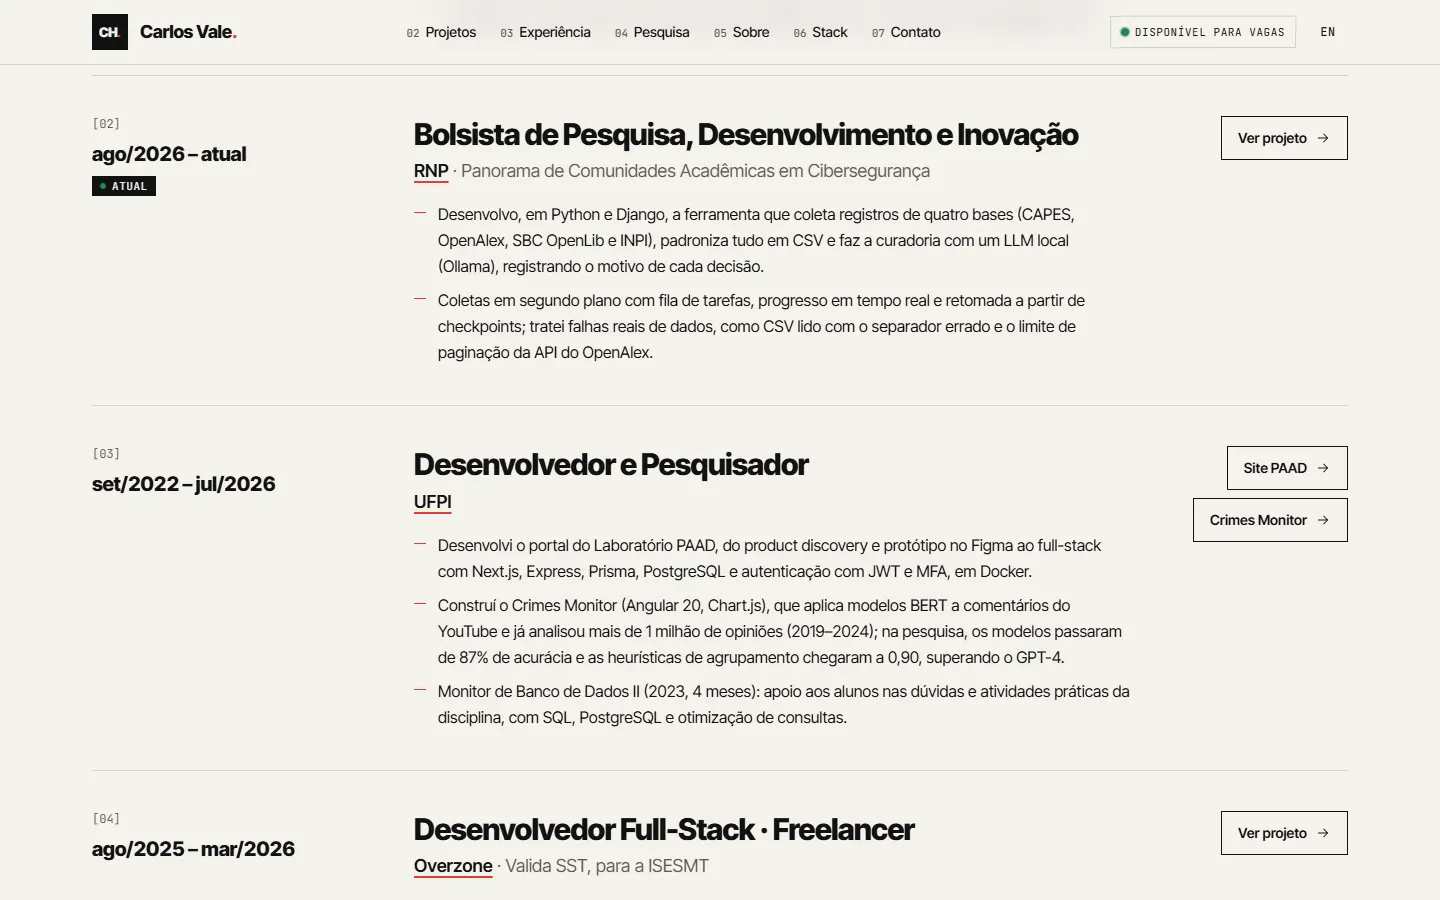 CH.
Carlos Vale.
02 Projetos
03 Experiência
04 Pesquisa
05 Sobre
06 Stack
07 Contato
DISPONÍVEL PARA VAGAS
EN
[02]
ago/2026 – atual
ATUAL
Bolsista de Pesquisa, Desenvolvimento e Inovação
RNP · Panorama de Comunidades Acadêmicas em Cibersegurança
— Desenvolvo, em Python e Django, a ferramenta que coleta registros de quatro bases (CAPES,
OpenAlex, SBC OpenLib e INPI), padroniza tudo em CSV e faz a curadoria com um LLM local
(Ollama), registrando o motivo de cada decisão.
— Coletas em segundo plano com fila de tarefas, progresso em tempo real e retomada a partir de
checkpoints; tratei falhas reais de dados, como CSV lido com o separador errado e o limite de
paginação da API do OpenAlex.
Ver projeto →
[03]
set/2022 – jul/2026
Desenvolvedor e Pesquisador
UFPI
— Desenvolvi o portal do Laboratório PAAD, do product discovery e protótipo no Figma ao full-stack
com Next.js, Express, Prisma, PostgreSQL e autenticação com JWT e MFA, em Docker.
— Construí o Crimes Monitor (Angular 20, Chart.js), que aplica modelos BERT a comentários do
YouTube e já analisou mais de 1 milhão de opiniões (2019–2024); na pesquisa, os modelos passaram
de 87% de acurácia e as heurísticas de agrupamento chegaram a 0,90, superando o GPT-4.
— Monitor de Banco de Dados II (2023, 4 meses): apoio aos alunos nas dúvidas e atividades práticas da
disciplina, com SQL, PostgreSQL e otimização de consultas.
Site PAAD →
Crimes Monitor →
[04]
ago/2025 – mar/2026
Desenvolvedor Full-Stack · Freelancer
Overzone · Valida SST, para a ISESMT
Ver projeto →